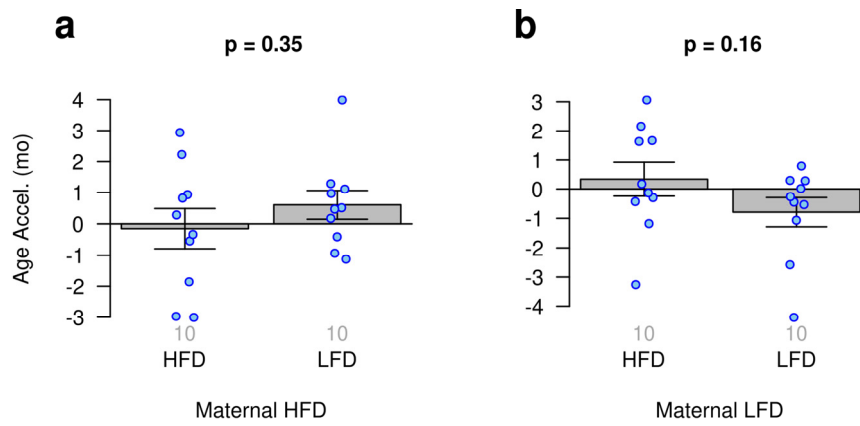 a
p = 0.35
Age Accel. (mo)
4
3
2
1
0
-1
-2
-3
10
10
HFD
LFD
Maternal HFD
b
p = 0.16
3
2
1
0
-1
-2
-3
-4
10
10
HFD
LFD
Maternal LFD